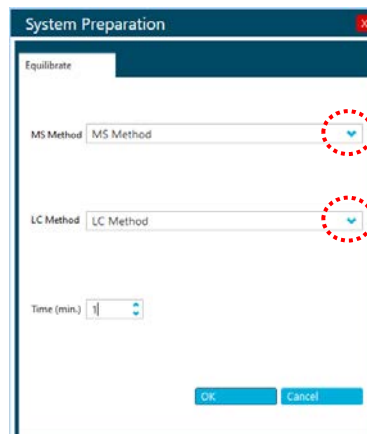 System Preparation
Equilibrate
MS Method MS Method
LC Method LC Method
Time (min.) 1
OK Cancel